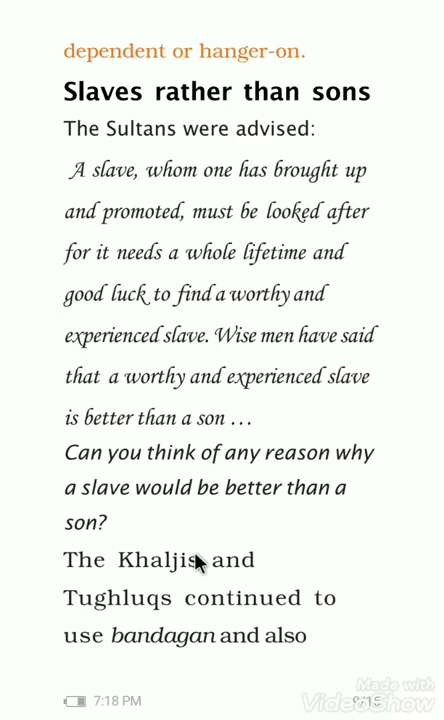 dependent or hanger-on.
Slaves rather than sons
The Sultans were advised:
A slave, whom one has brought up
and promoted, must be looked after
for it needs a whole lifetime and
good luck to find a worthy and
experienced slave. Wise men have said
that a worthy and experienced slave
is better than a son ...
Can you think of any reason why
a slave would be better than a
son?
The Khaljis and
Tughluqs continued to
use bandagan and also
7:18 PM
Made with
VideoShow